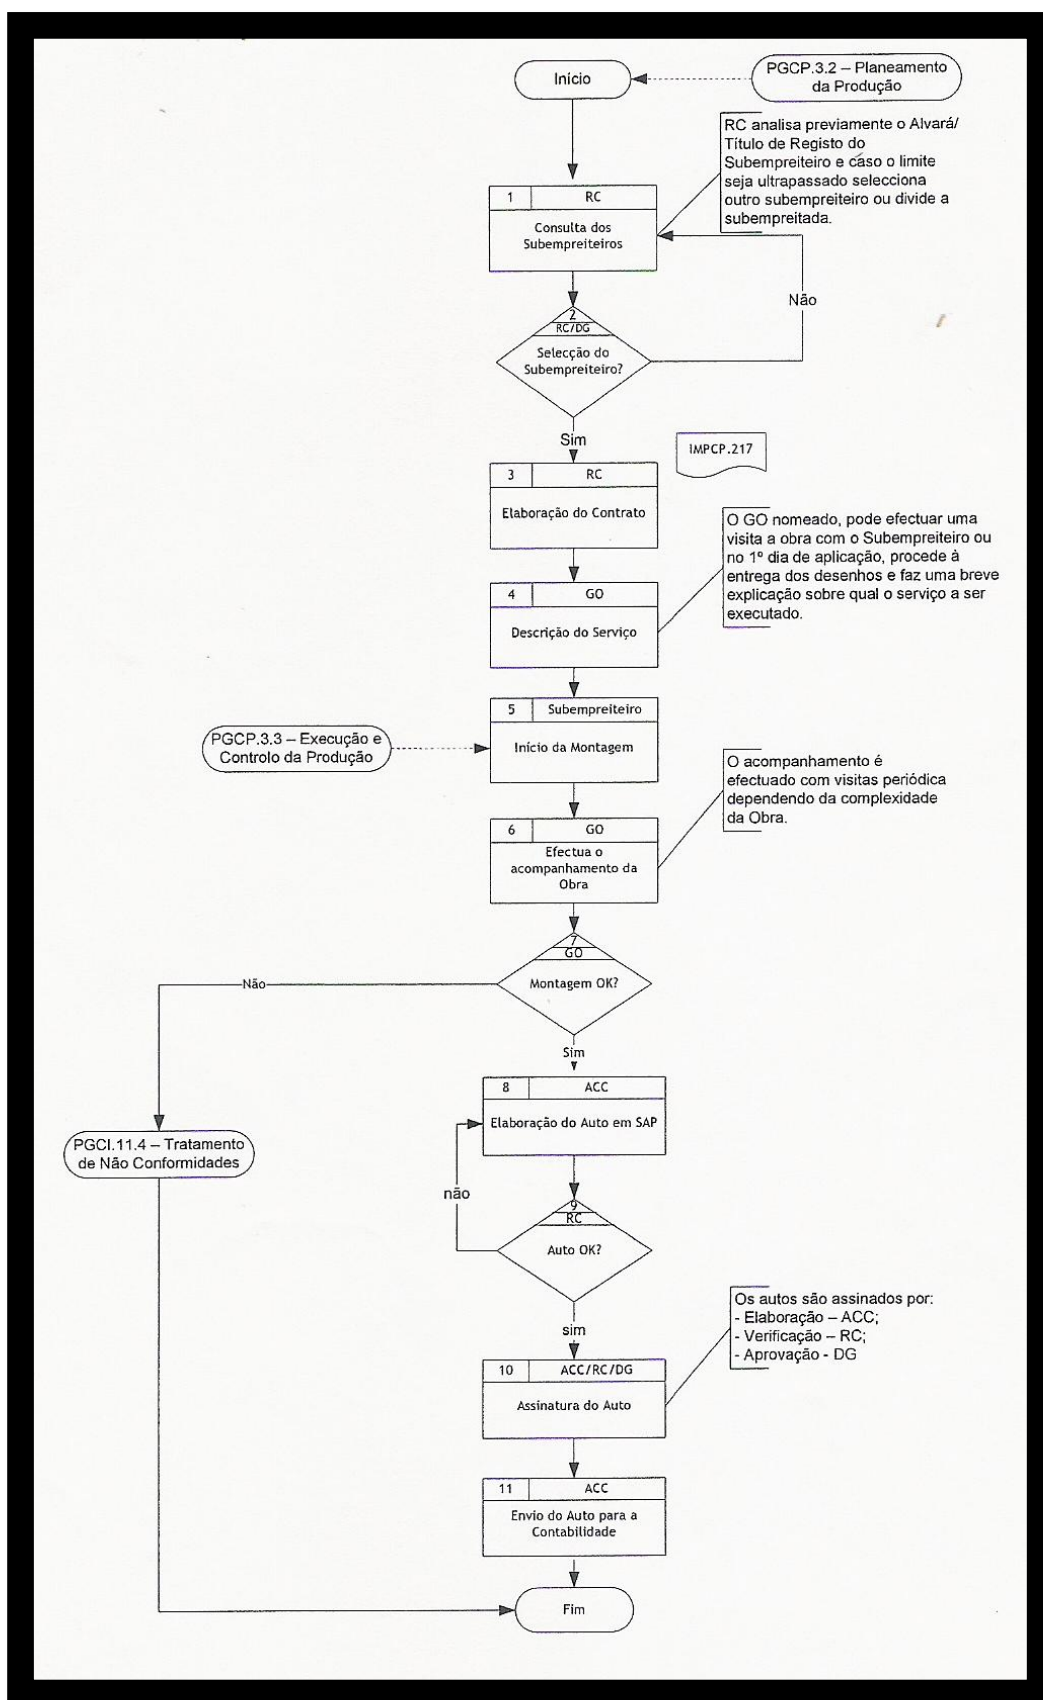 Início
PGCP.3.2 – Planeamento
da Produção
RC analisa previamente o Alvará/
Título de Registo do
Subempreiteiro e caso o limite
seja ultrapassado selecciona
outro subempreiteiro ou divide a
subempreitada.
1 RC
Consulta dos
Subempreiteiros
Não
2
RC/DG
Selecção do
Subempreiteiro?
Sim
IMPCP.217
3 RC
Elaboração do Contrato
O GO nomeado, pode efectuar uma
visita a obra com o Subempreiteiro ou
no 1º dia de aplicação, procede à
entrega dos desenhos e faz uma breve
explicação sobre qual o serviço a ser
executado.
4 GO
Descrição do Serviço
5 Subempreiteiro
Início da Montagem
PGCP.3.3 – Execução e
Controlo da Produção
O acompanhamento é
efectuado com visitas periódica
dependendo da complexidade
da Obra.
6 GO
Efectua o
acompanhamento da
Obra
7
GO
Montagem OK?
Não
Sim
8 ACC
Elaboração do Auto em SAP
PGCI.11.4 – Tratamento
de Não Conformidades
não
9
RC
Auto OK?
sim
Os autos são assinados por:
- Elaboração – ACC;
- Verificação – RC;
- Aprovação - DG
10 ACC/RC/DG
Assinatura do Auto
11 ACC
Envio do Auto para a
Contabilidade
Fim